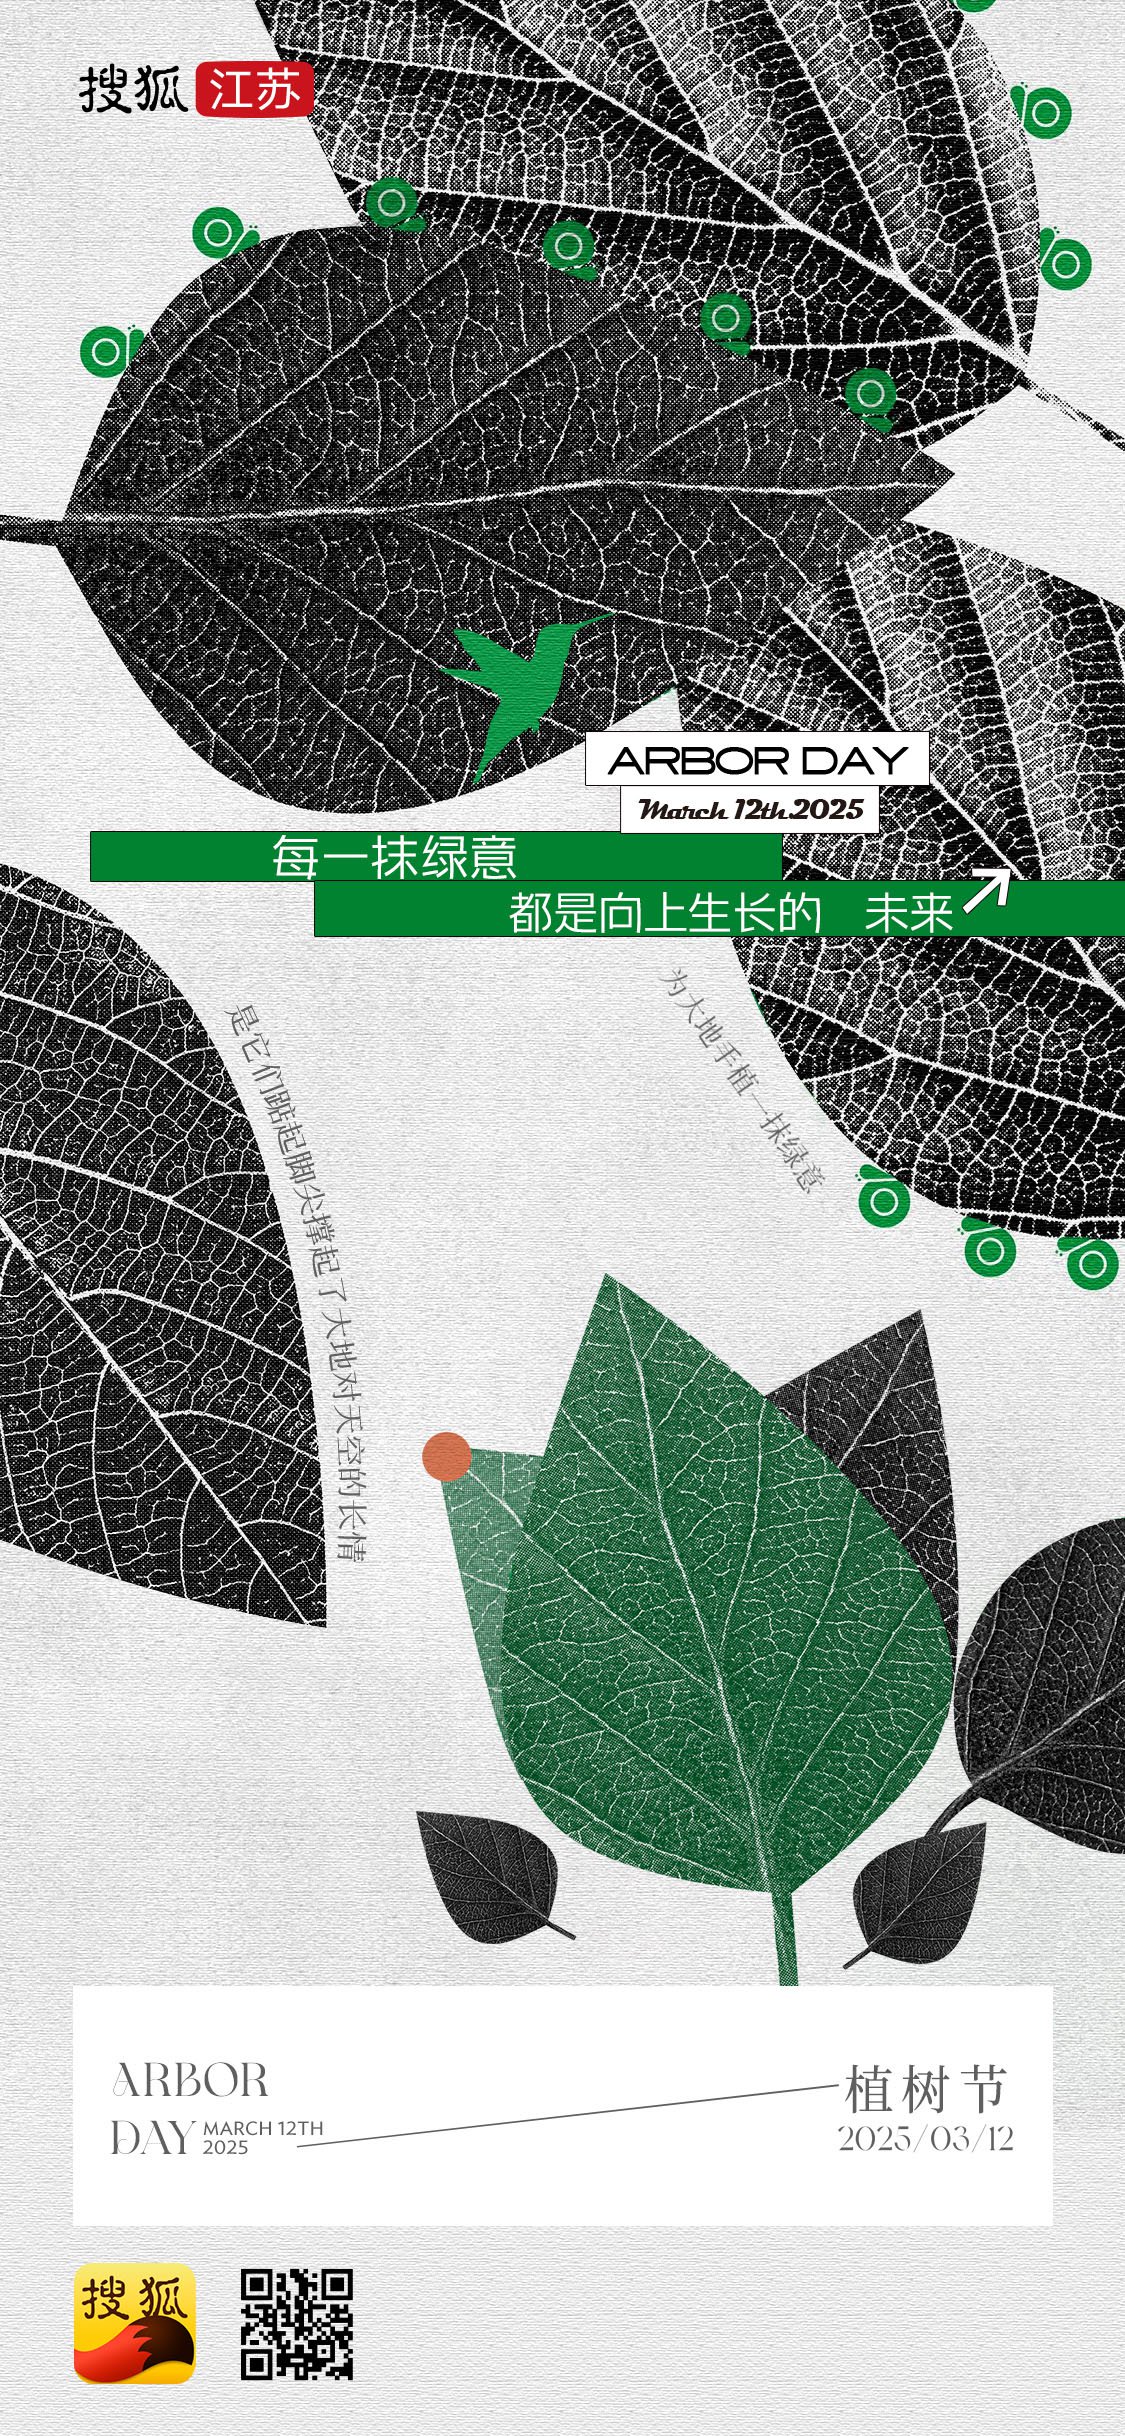 搜狐 江苏
ARBOR DAY
March 12th.2025
每一抹绿意
都是向上生长的 未来
为大地手植一抹绿意
是它们踮起脚尖撑起了大地对天空的长情
ARBOR
DAY MARCH 12TH
2025
植树节
2025/03/12
搜狐